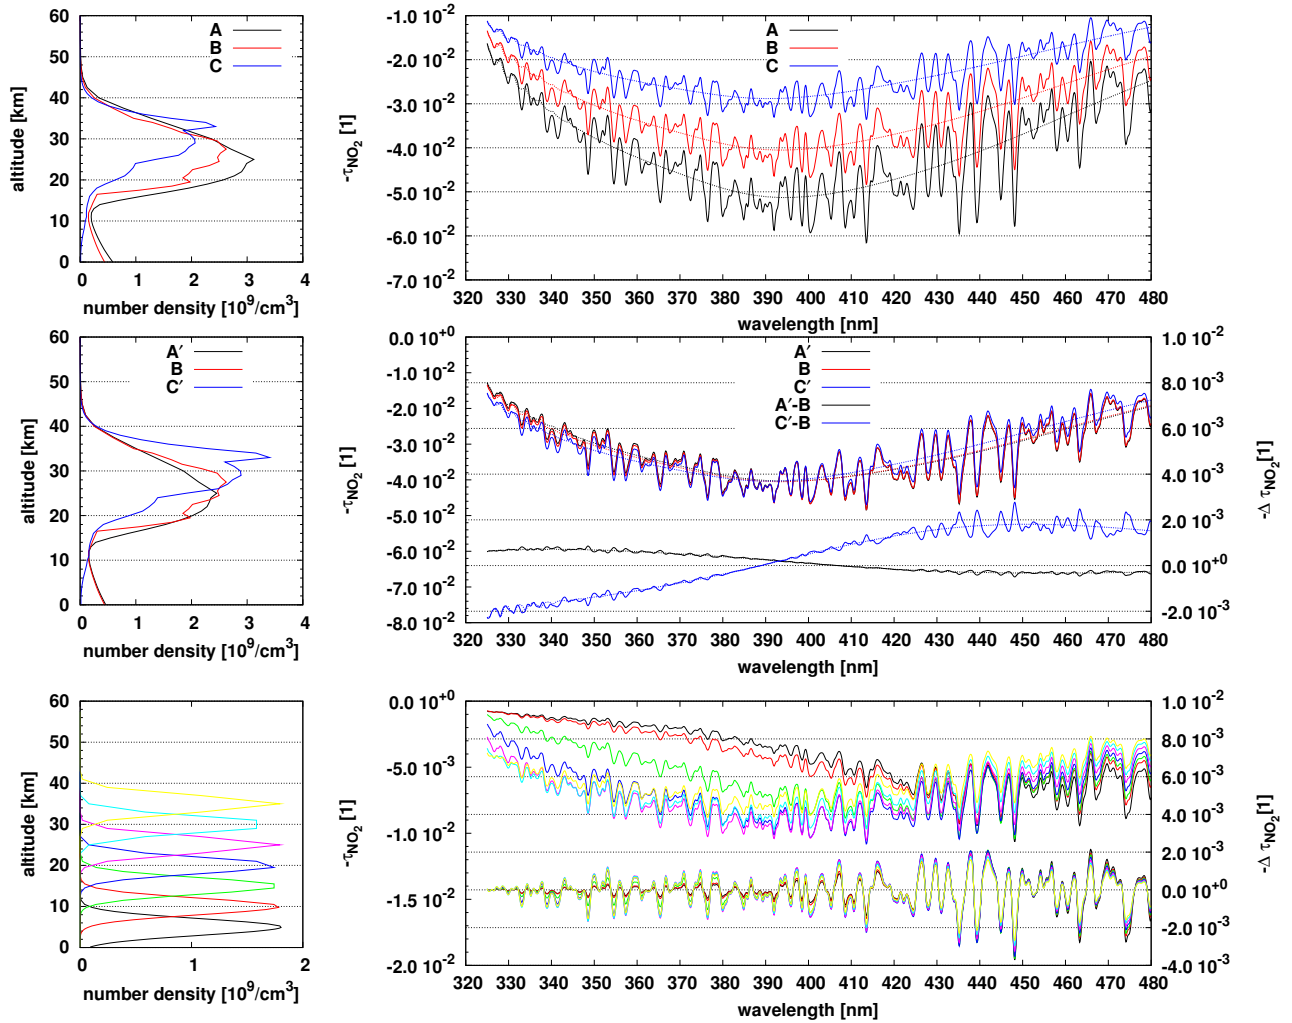 60
50
40
30
20
10
0
altitude [km]
A
B
C
0 1 2 3 4
number density [10⁹/cm³]
-1.0 10⁻²
-2.0 10⁻²
-3.0 10⁻²
-4.0 10⁻²
-5.0 10⁻²
-6.0 10⁻²
-7.0 10⁻²
-τNO₂ [1]
A
B
C
320 330 340 350 360 370 380 390 400 410 420 430 440 450 460 470 480
wavelength [nm]
60
50
40
30
20
10
0
altitude [km]
A′
B
C′
0 1 2 3 4
number density [10⁹/cm³]
0.0 10⁺⁰
-1.0 10⁻²
-2.0 10⁻²
-3.0 10⁻²
-4.0 10⁻²
-5.0 10⁻²
-6.0 10⁻²
-7.0 10⁻²
-8.0 10⁻²
-τNO₂ [1]
A′
B
C′
A′-B
C′-B
1.0 10⁻²
8.0 10⁻³
6.0 10⁻³
4.0 10⁻³
2.0 10⁻³
0.0 10⁺⁰
-2.0 10⁻³
-Δ τNO₂[1]
320 330 340 350 360 370 380 390 400 410 420 430 440 450 460 470 480
wavelength [nm]
60
50
40
30
20
10
0
altitude [km]
0 1 2
number density [10⁹/cm³]
0.0 10⁺⁰
-5.0 10⁻³
-1.0 10⁻²
-1.5 10⁻²
-2.0 10⁻²
-τNO₂ [1]
1.0 10⁻²
8.0 10⁻³
6.0 10⁻³
4.0 10⁻³
2.0 10⁻³
0.0 10⁺⁰
-2.0 10⁻³
-4.0 10⁻³
-Δ τNO₂[1]
320 330 340 350 360 370 380 390 400 410 420 430 440 450 460 470 480
wavelength [nm]